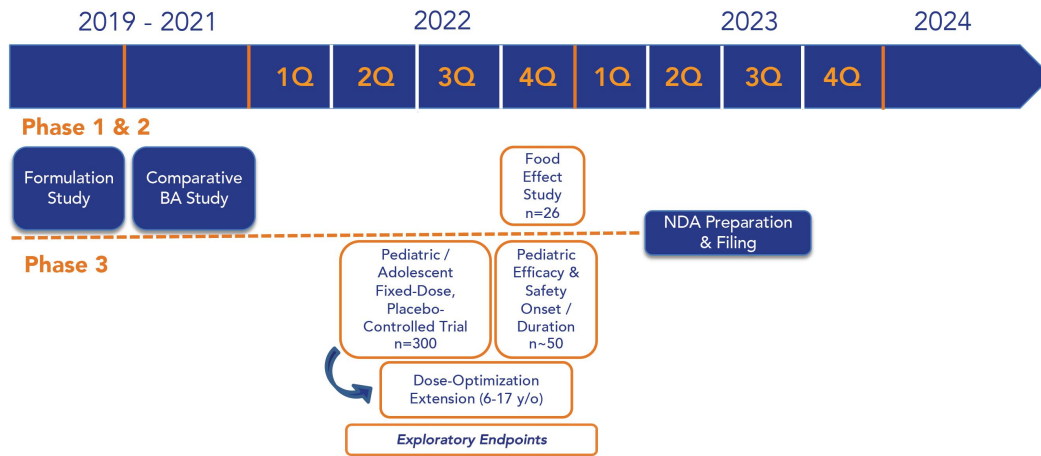 2019 - 2021
2022
2023
2024
1Q
2Q
3Q
4Q
1Q
2Q
3Q
4Q
Phase 1 & 2
Formulation
Study
Comparative
BA Study
Food
Effect
Study
n=26
NDA Preparation
& Filing
Phase 3
Pediatric /
Adolescent
Fixed-Dose,
Placebo-
Controlled Trial
n=300
Pediatric
Efficacy &
Safety
Onset /
Duration
n~50
Dose-Optimization
Extension (6-17 y/o)
Exploratory Endpoints